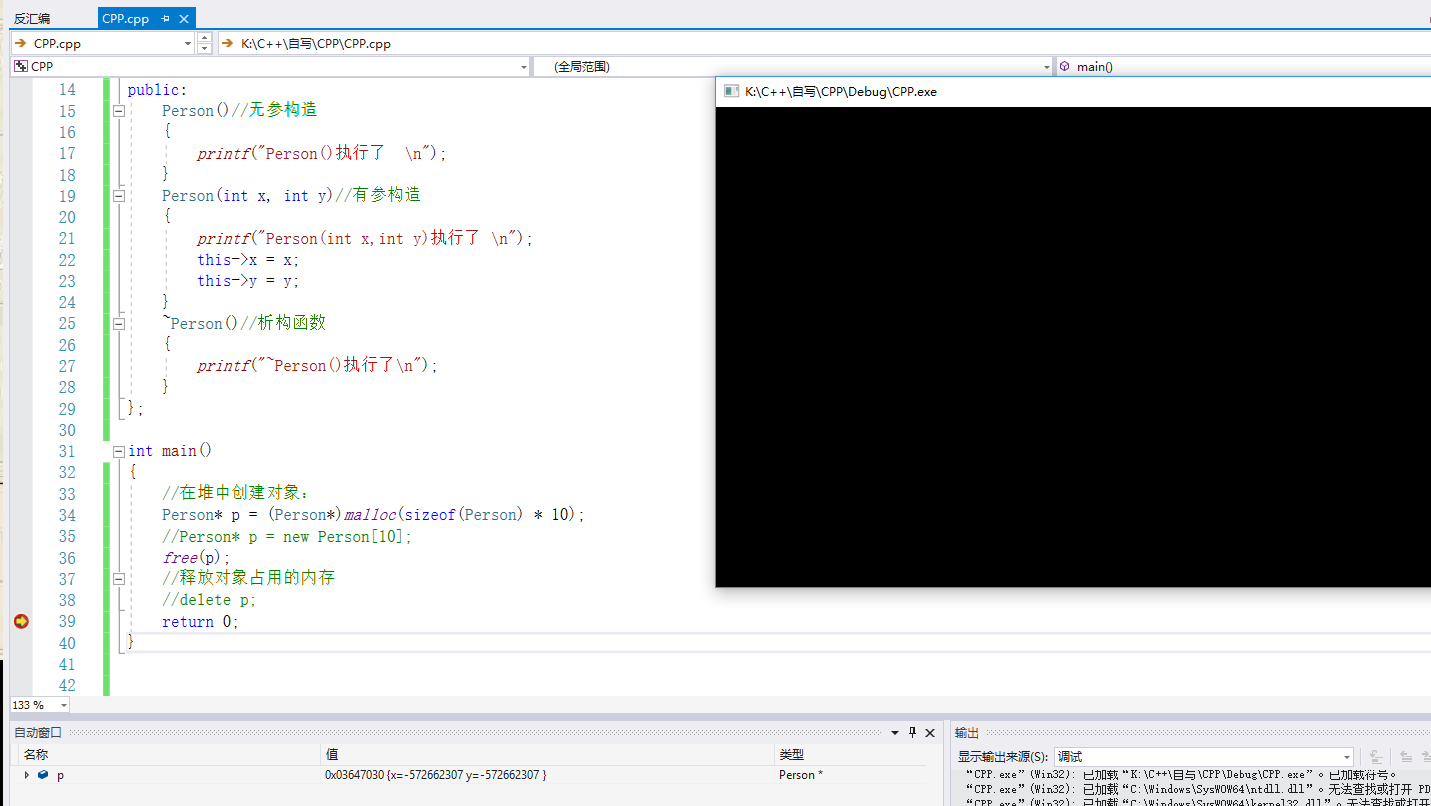 反汇编
CPP.cpp
CPP.cpp
K:\C++\自写\CPP\CPP.cpp
CPP
(全局范围)
main()
K:\C++\自写\CPP\Debug\CPP.exe
14 public:
15 Person()//无参构造
16 {
17 printf("Person()执行了  \n");
18 }
19 Person(int x, int y)//有参构造
20 {
21 printf("Person(int x,int y)执行了 \n");
22 this->x = x;
23 this->y = y;
24 }
25 ~Person()//析构函数
26 {
27 printf("~Person()执行了\n");
28 }
29 };
30
31 int main()
32 {
33 //在堆中创建对象:
34 Person* p = (Person*)malloc(sizeof(Person) * 10);
35 //Person* p = new Person[10];
36 free(p);
37 //释放对象占用的内存
38 //delete p;
39 return 0;
40 }
41
42
133 %
自动窗口
名称 值 类型
p 0x03647030 {x=-572662307 y=-572662307 } Person *
输出
显示输出来源(S): 调试
“CPP.exe”(Win32): 已加载“K:\C++\自写\CPP\Debug\CPP.exe”。已加载符号。
“CPP.exe”(Win32): 已加载“C:\Windows\SysWOW64\ntdll.dll”。无法查找或打开 PD
“CPP.exe”(Win32): 已加载“C:\Windows\SysWOW64\kernel32.dll”。无法查找或打开